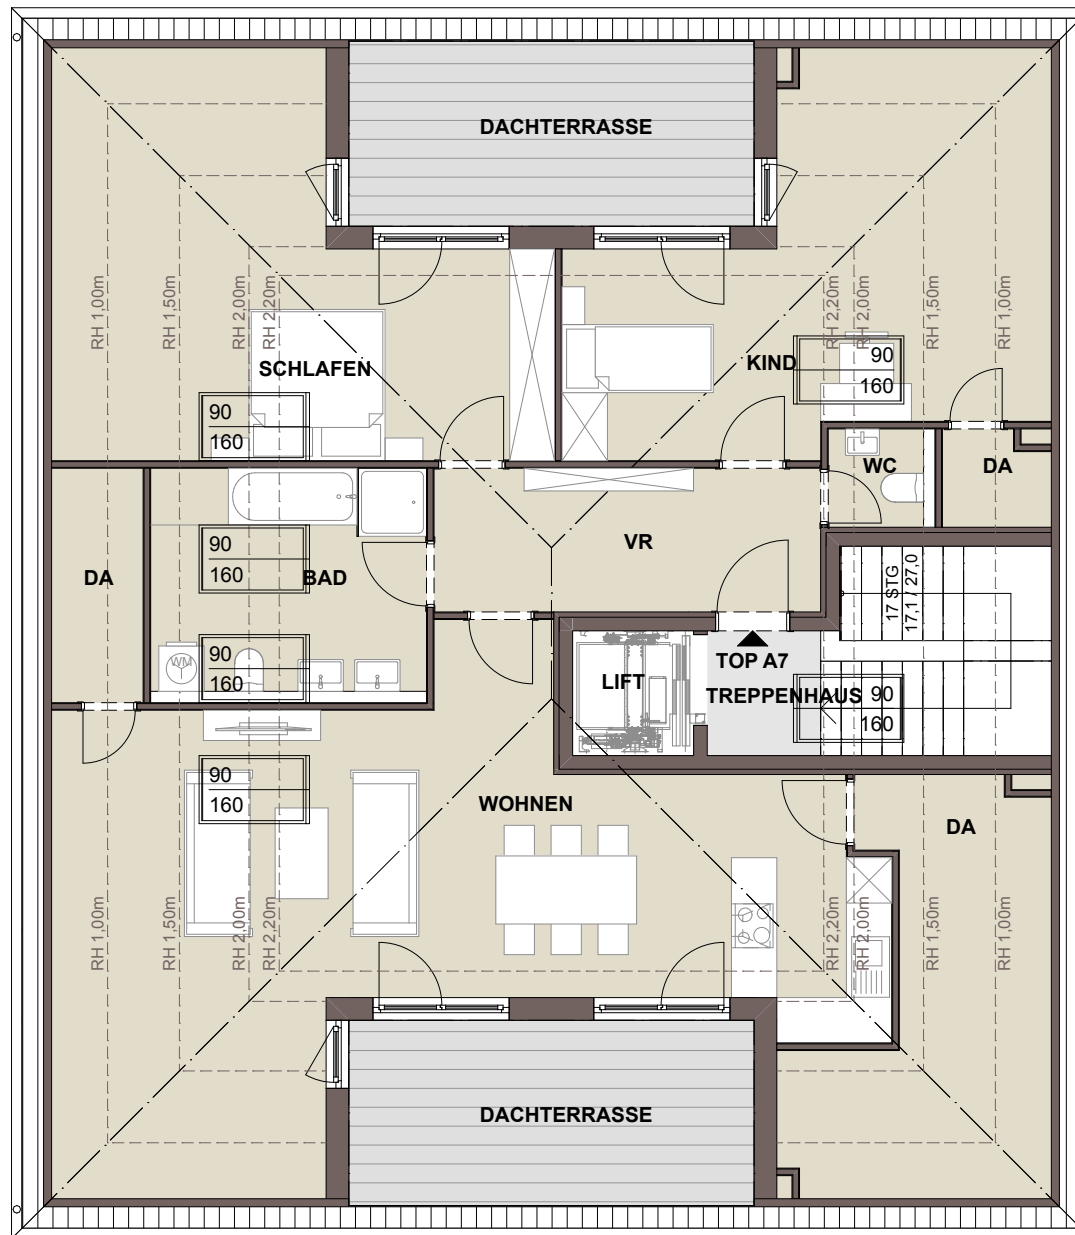 DACHTERRASSE
RH 1,00m
RH 1,50m
RH 2,00m
RH 2,20m
RH 2,20m
RH 2,00m
RH 1,50m
RH 1,00m
SCHLAFEN
KIND
90
160
90
160
WC
DA
VR
90
160
BAD
DA
17 STG
17,1 / 27,0
WM
90
160
LIFT
TOP A7
TREPPENHAUS
90
160
90
160
WOHNEN
DA
RH 1,00m
RH 1,50m
RH 2,00m
RH 2,20m
RH 2,20m
RH 2,00m
RH 1,50m
RH 1,00m
DACHTERRASSE